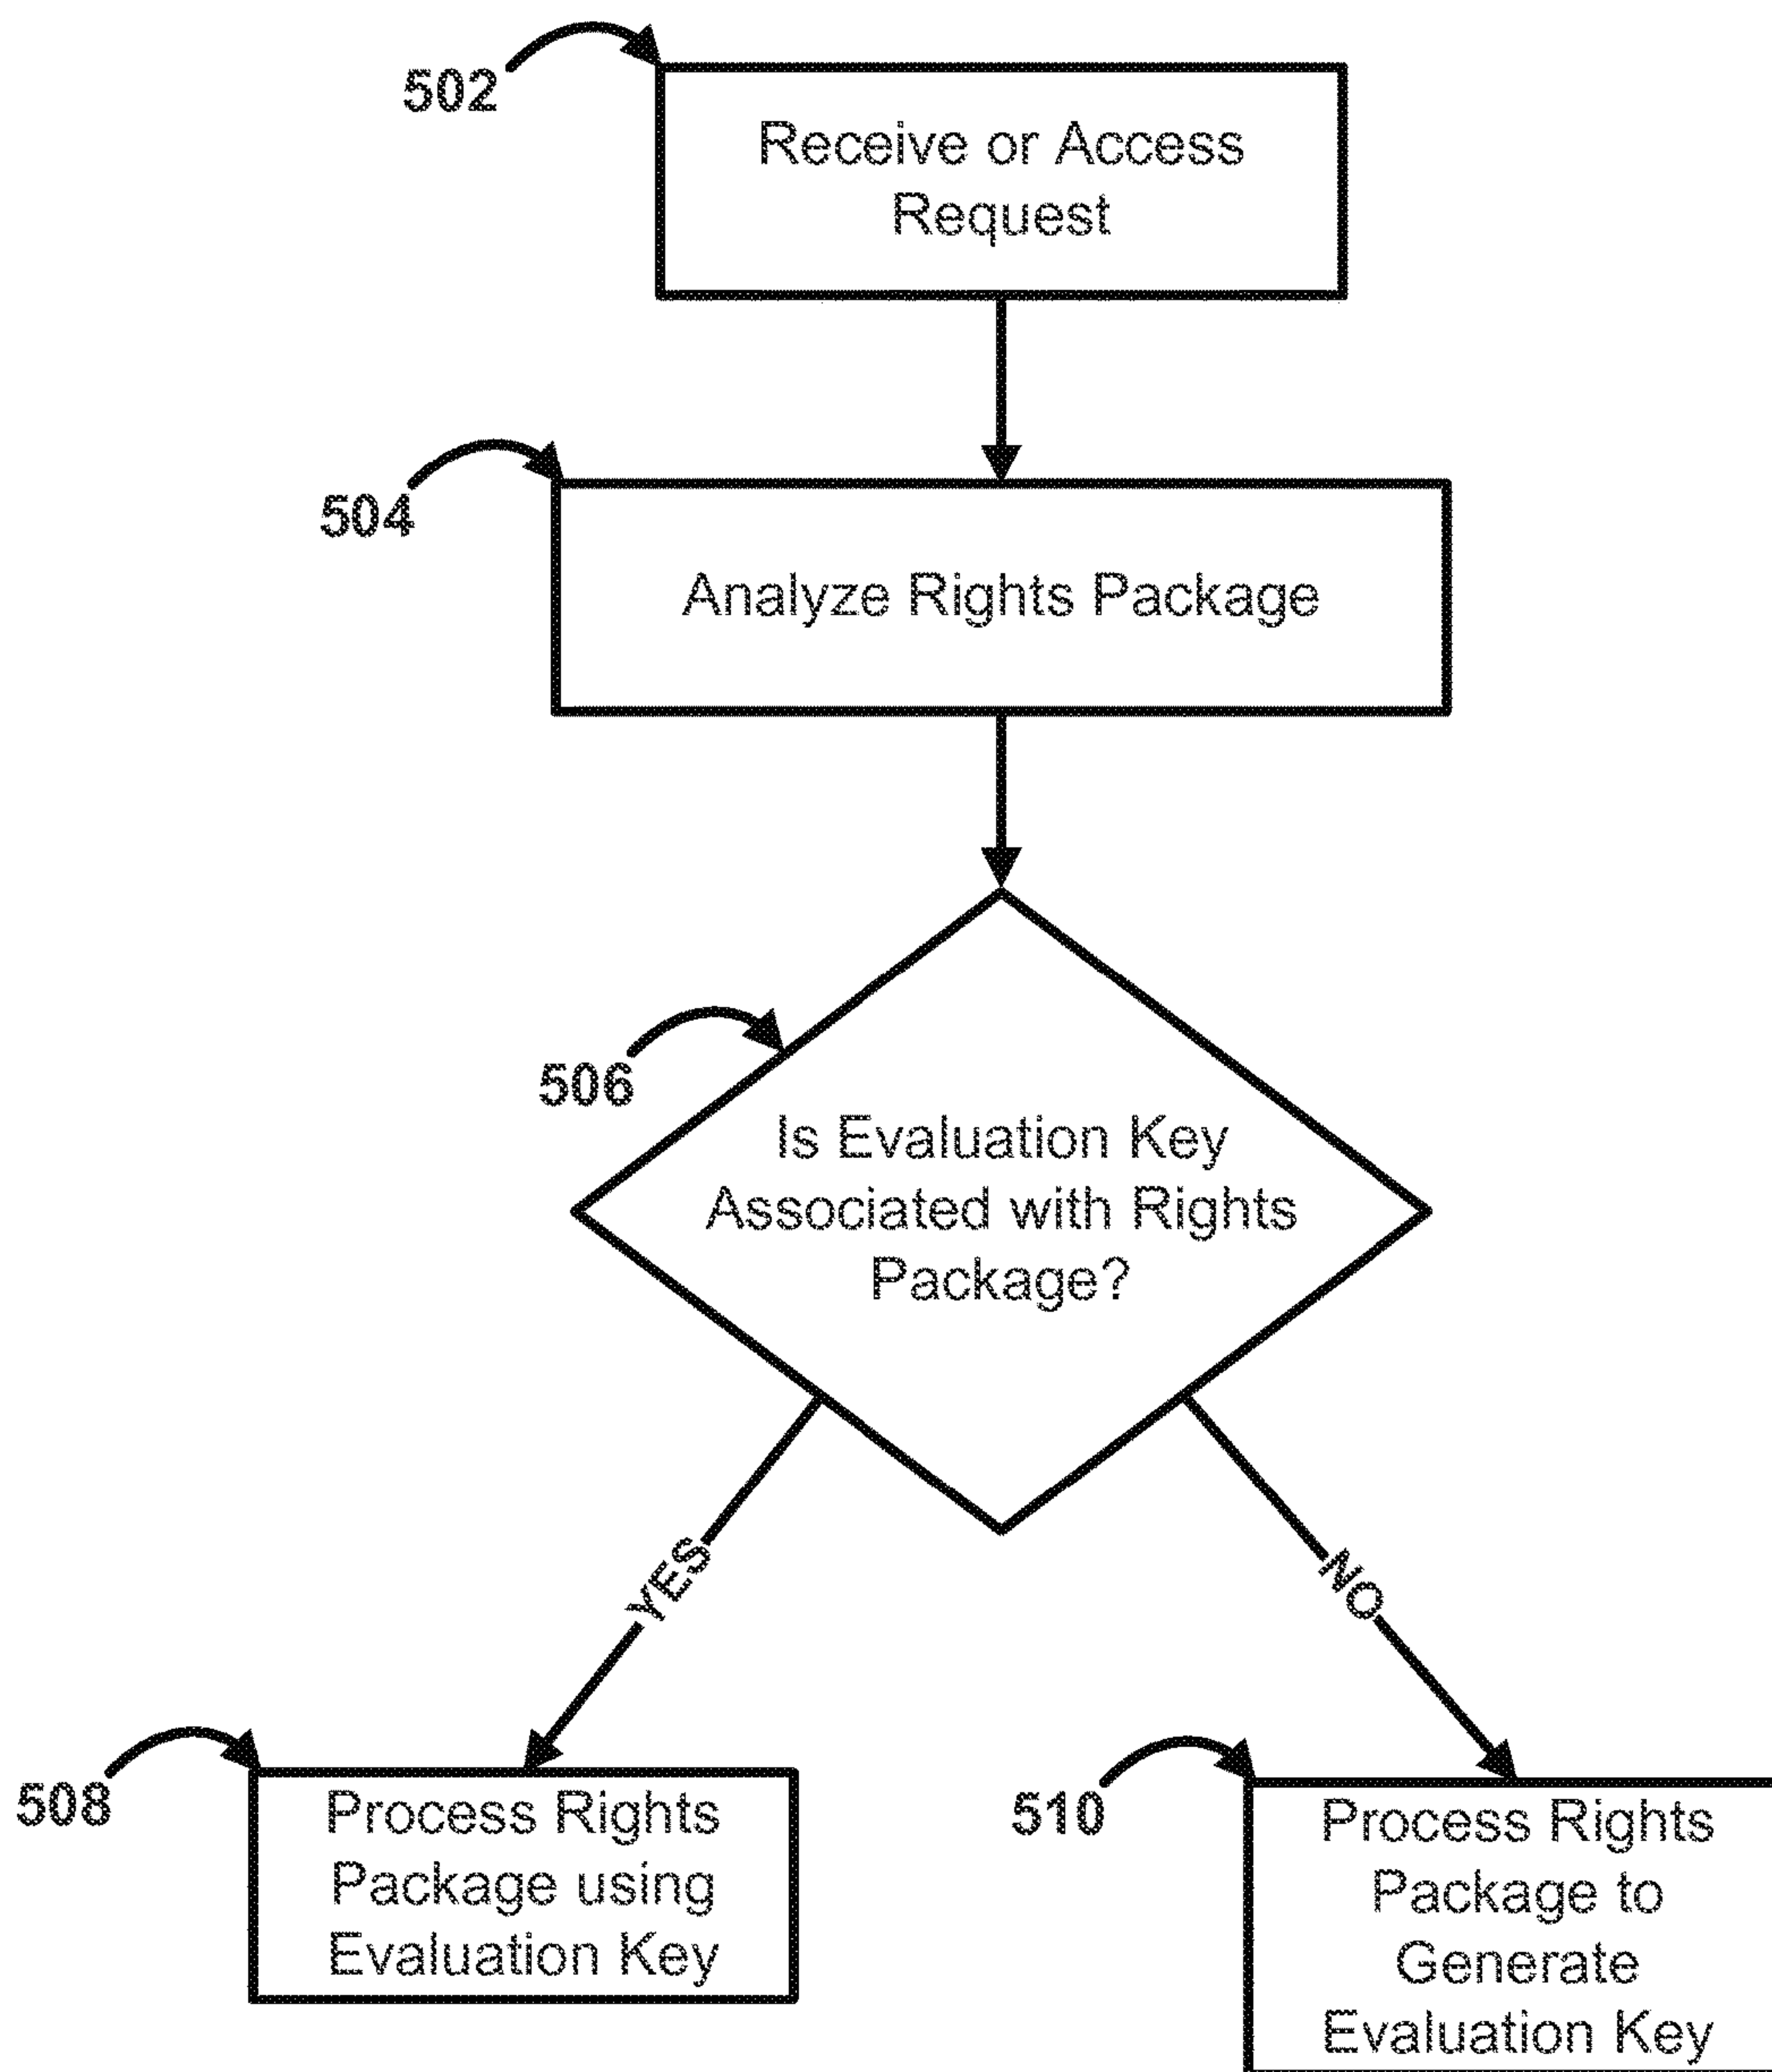 502
Receive or Access
Request
504
Analyze Rights Package
506
Is Evaluation Key
Associated with Rights
Package?
YES
NO
508
Process Rights
Package using
Evaluation Key
510
Process Rights
Package to
Generate
Evaluation Key